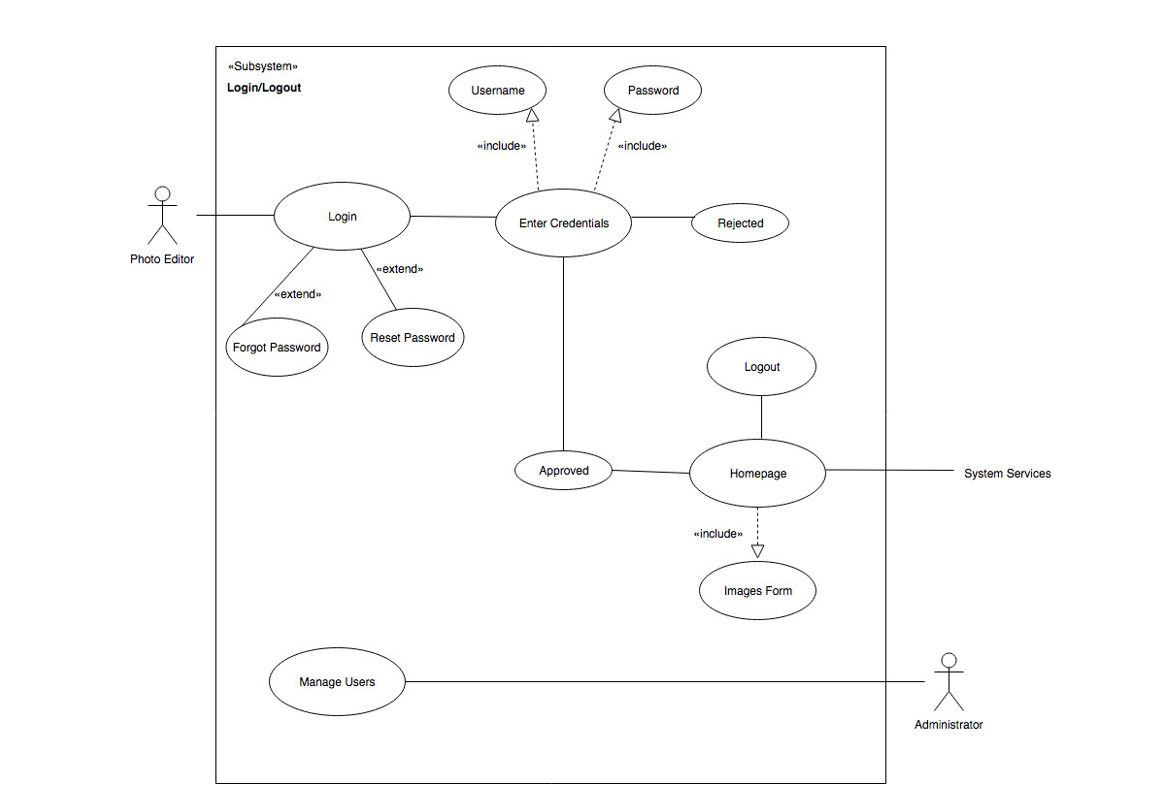 «Subsystem»
Login/Logout
Username
Password
«include»
«include»
Login
Enter Credentials
Rejected
Photo Editor
«extend»
«extend»
Forgot Password
Reset Password
Logout
Approved
Homepage
System Services
«include»
Images Form
Manage Users
Administrator